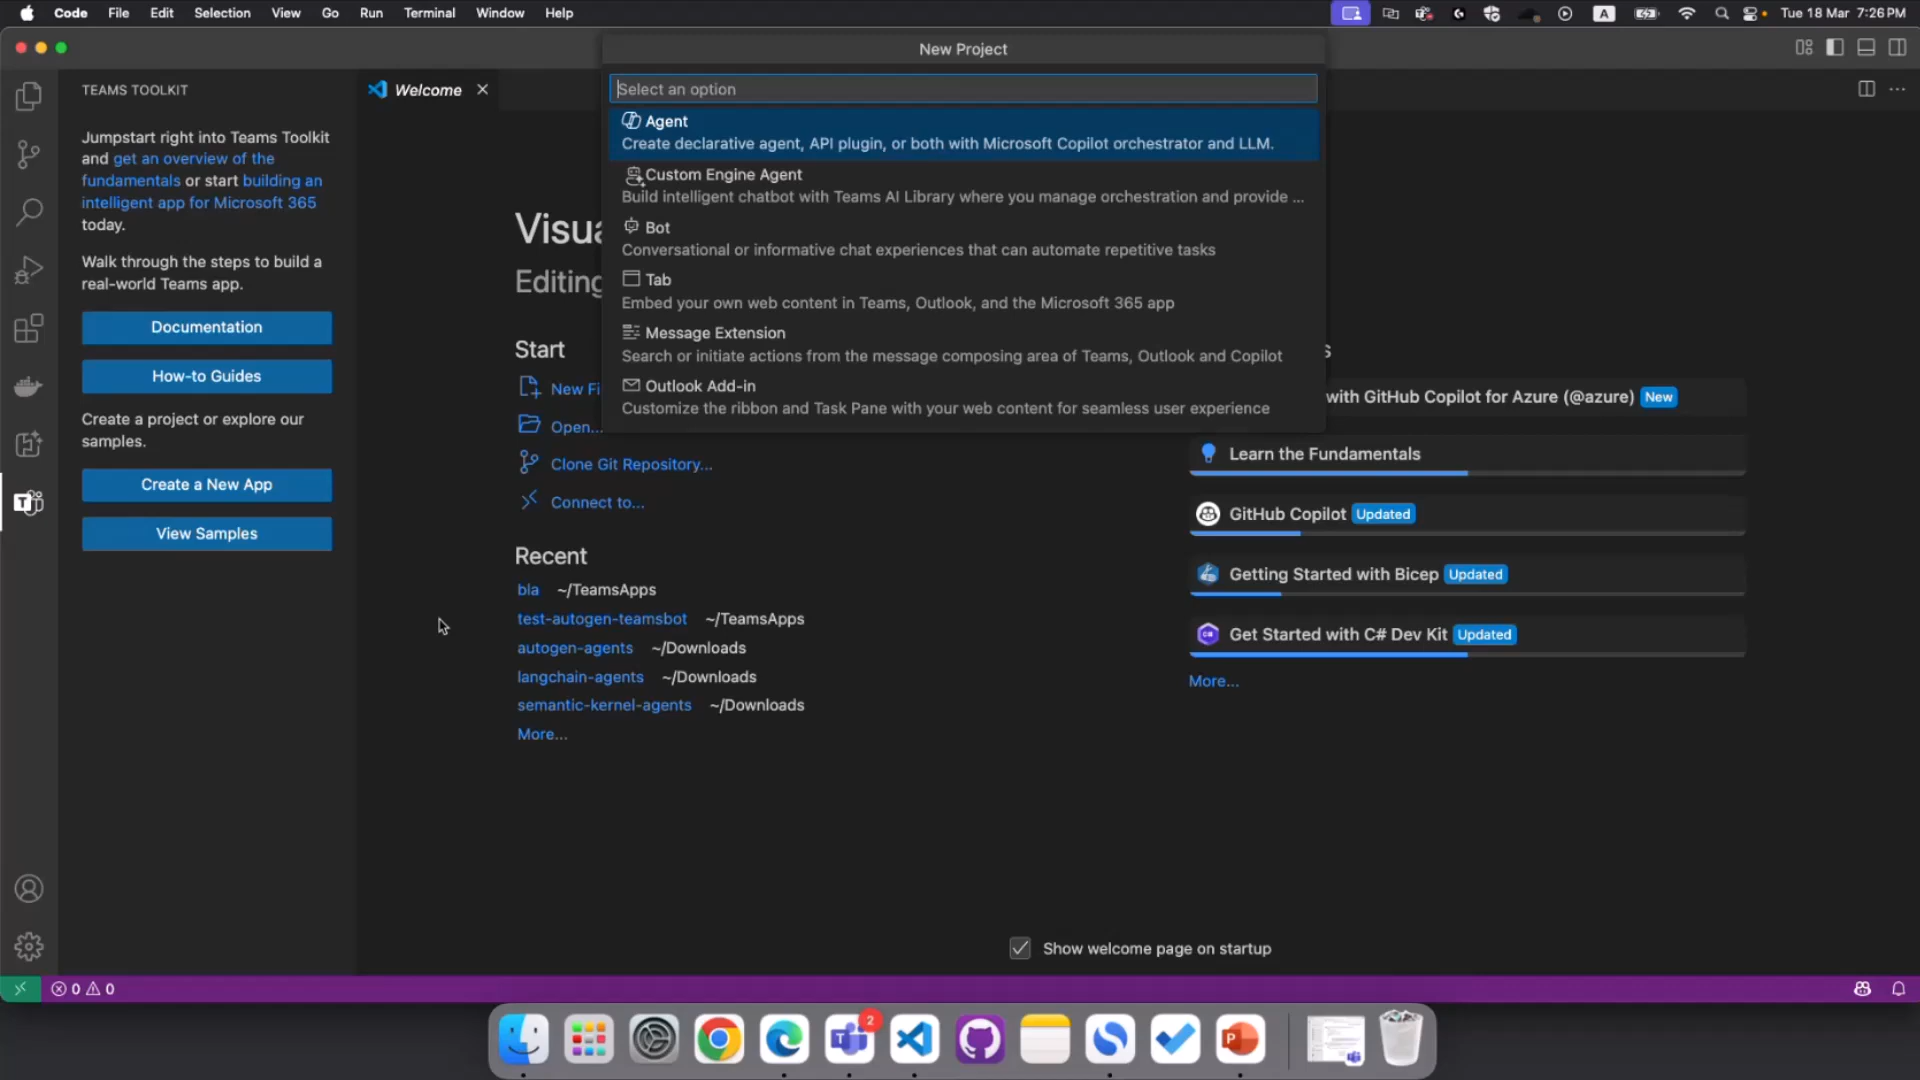 Code File Edit Selection View Go Run Terminal Window Help
A
Tue 18 Mar 7:26 PM
New Project
TEAMS TOOLKIT
Welcome
Select an option
Agent
Create declarative agent, API plugin, or both with Microsoft Copilot orchestrator and LLM.
Custom Engine Agent
Build intelligent chatbot with Teams AI Library where you manage orchestration and provide ...
Bot
Conversational or informative chat experiences that can automate repetitive tasks
Tab
Embed your own web content in Teams, Outlook, and the Microsoft 365 app
Message Extension
Search or initiate actions from the message composing area of Teams, Outlook and Copilot
Outlook Add-in
Customize the ribbon and Task Pane with your web content for seamless user experience
Jumpstart right into Teams Toolkit
and get an overview of the
fundamentals or start building an
intelligent app for Microsoft 365
today.
Walk through the steps to build a
real-world Teams app.
Documentation
How-to Guides
Create a project or explore our
samples.
Create a New App
View Samples
Visua
Editing
Start
New Fi
Open...
Clone Git Repository...
Connect to...
Recent
bla ~/TeamsApps
test-autogen-teamsbot ~/TeamsApps
autogen-agents ~/Downloads
langchain-agents ~/Downloads
semantic-kernel-agents ~/Downloads
More...
s
with GitHub Copilot for Azure (@azure) New
Learn the Fundamentals
GitHub Copilot Updated
Getting Started with Bicep Updated
Get Started with C# Dev Kit Updated
More...
Show welcome page on startup
0 0
2